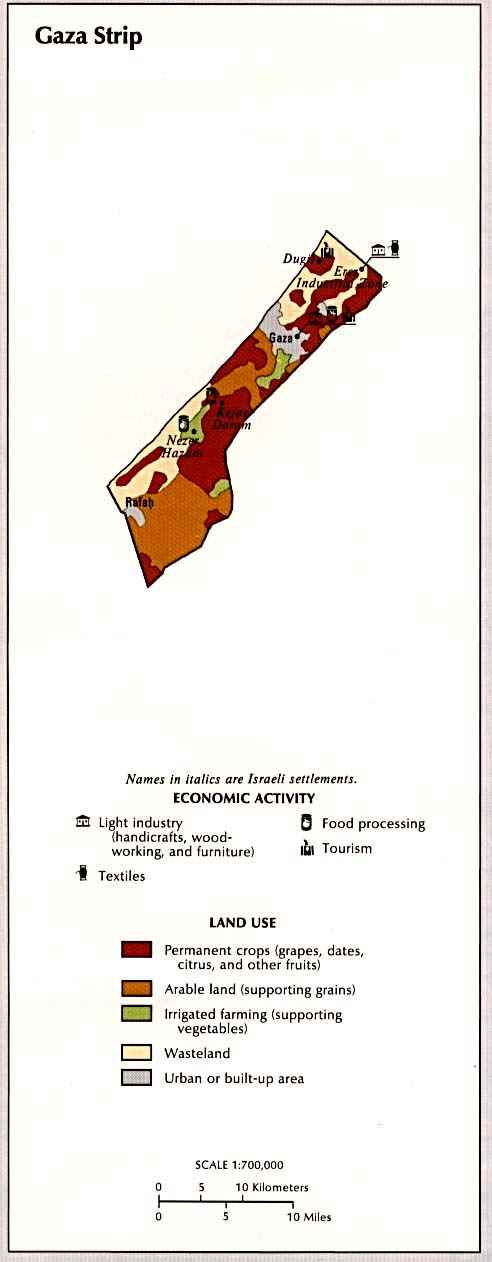 Gaza Strip
Dugit
Erez
Industrial Zone
Gaza
Kefar
Darom
Nezer
Hazani
Rafah
Names in italics are Israeli settlements.
ECONOMIC ACTIVITY
Light industry
(handicrafts, wood-
working, and furniture)
Textiles
Food processing
Tourism
LAND USE
Permanent crops (grapes, dates,
citrus, and other fruits)
Arable land (supporting grains)
Irrigated farming (supporting
vegetables)
Wasteland
Urban or built-up area
SCALE 1:700,000
0 5 10 Kilometers
0 5 10 Miles